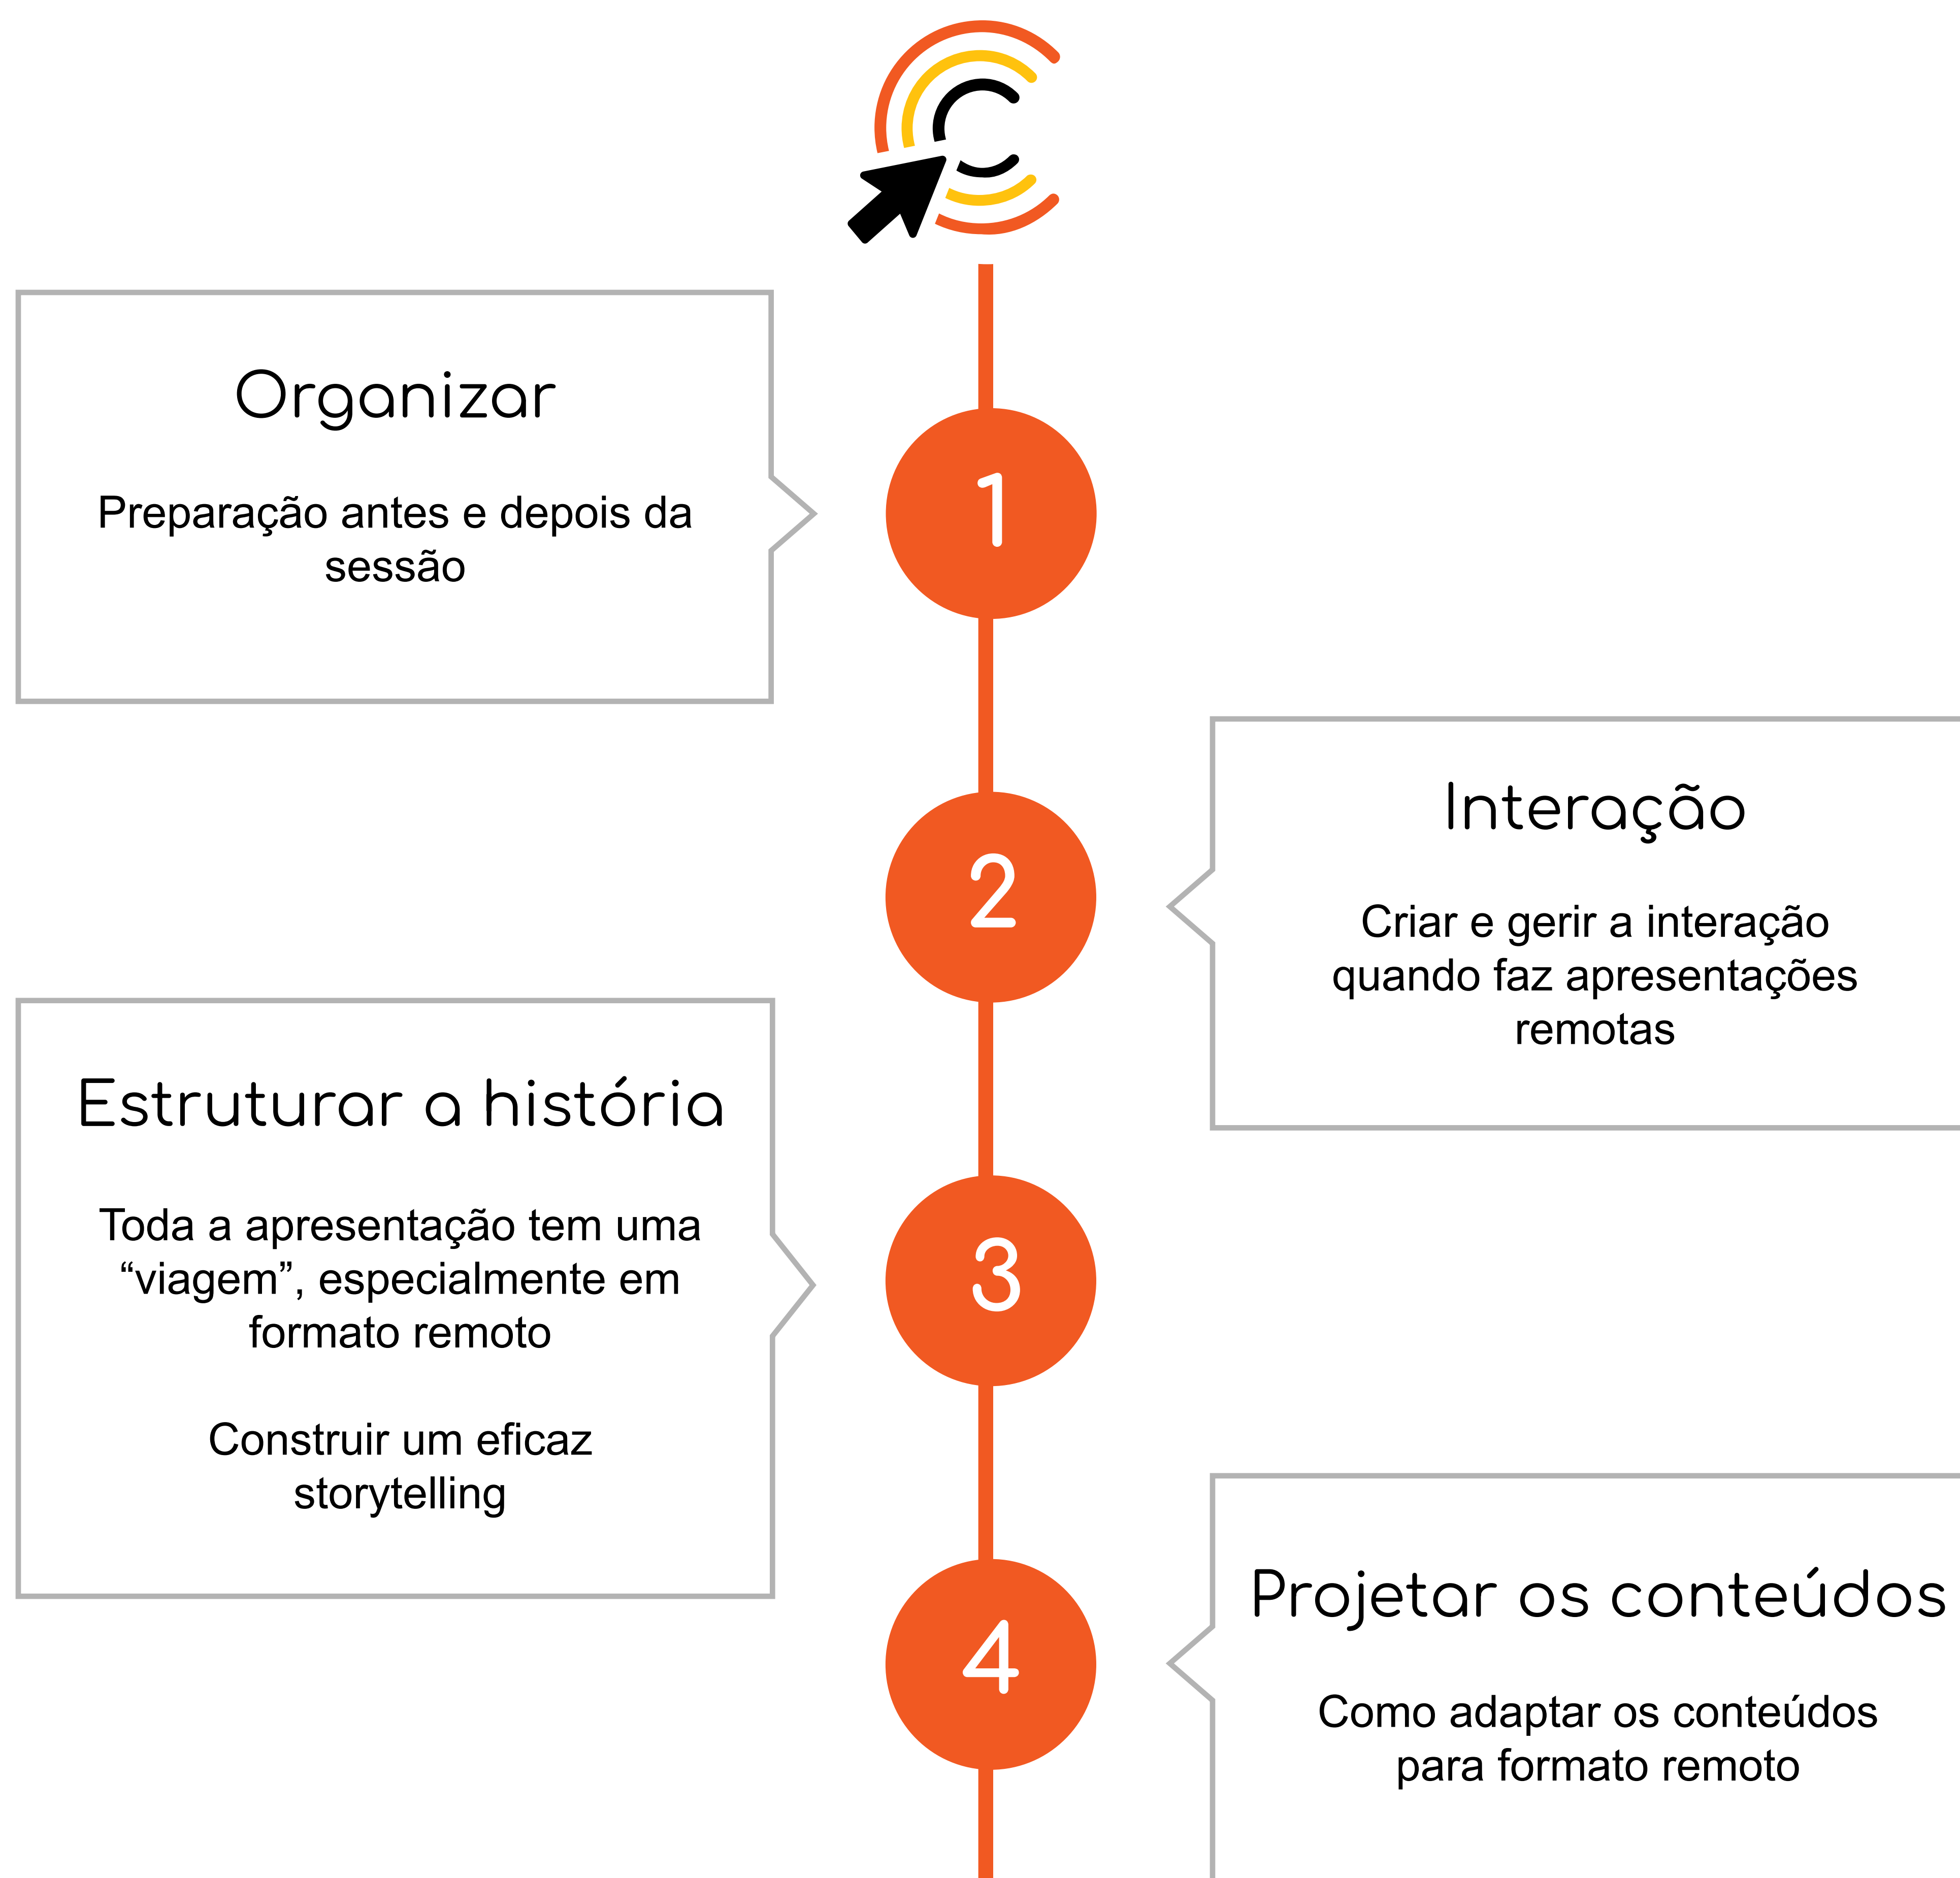 C
Organizar
Preparação antes e depois da
sessão
1
Interação
Criar e gerir a interação
quando faz apresentações
remotas
2
Estruturar a história
Toda a apresentação tem uma
“viagem”, especialmente em
formato remoto
Construir um eficaz
storytelling
3
Projetar os conteúdos
Como adaptar os conteúdos
para formato remoto
4